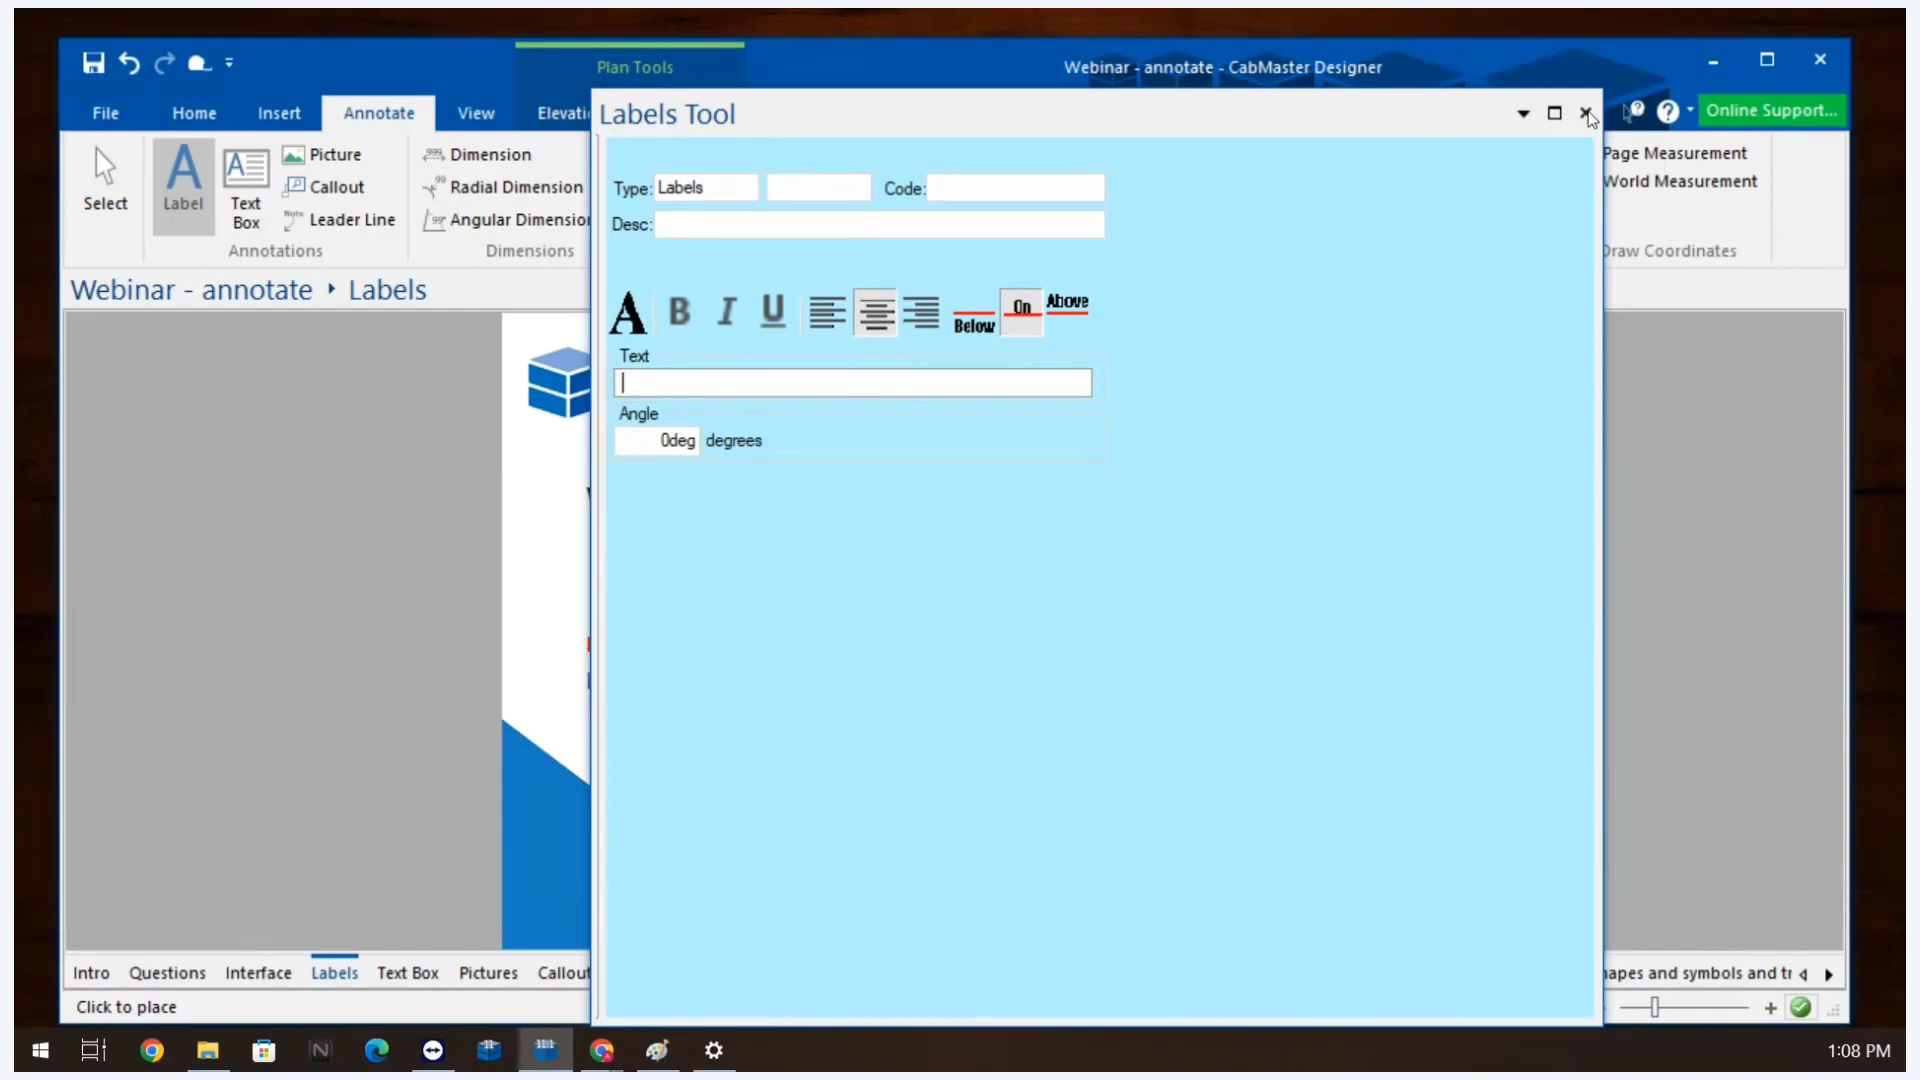 Plan Tools
Webinar - annotate - CabMaster Designer
File Home Insert Annotate View Elevati
Online Support...
Labels Tool
Select
Label
Text
Box
Picture
Callout
Leader Line
Annotations
Dimension
Radial Dimension
Angular Dimension
Dimensions
Page Measurement
World Measurement
Draw Coordinates
Type: Labels Code:
Desc:
Webinar - annotate ‣ Labels
A B I U Below On Above
Text
Angle
0deg degrees
Intro Questions Interface Labels Text Box Pictures Callout
hapes and symbols and tr
Click to place
1:08 PM